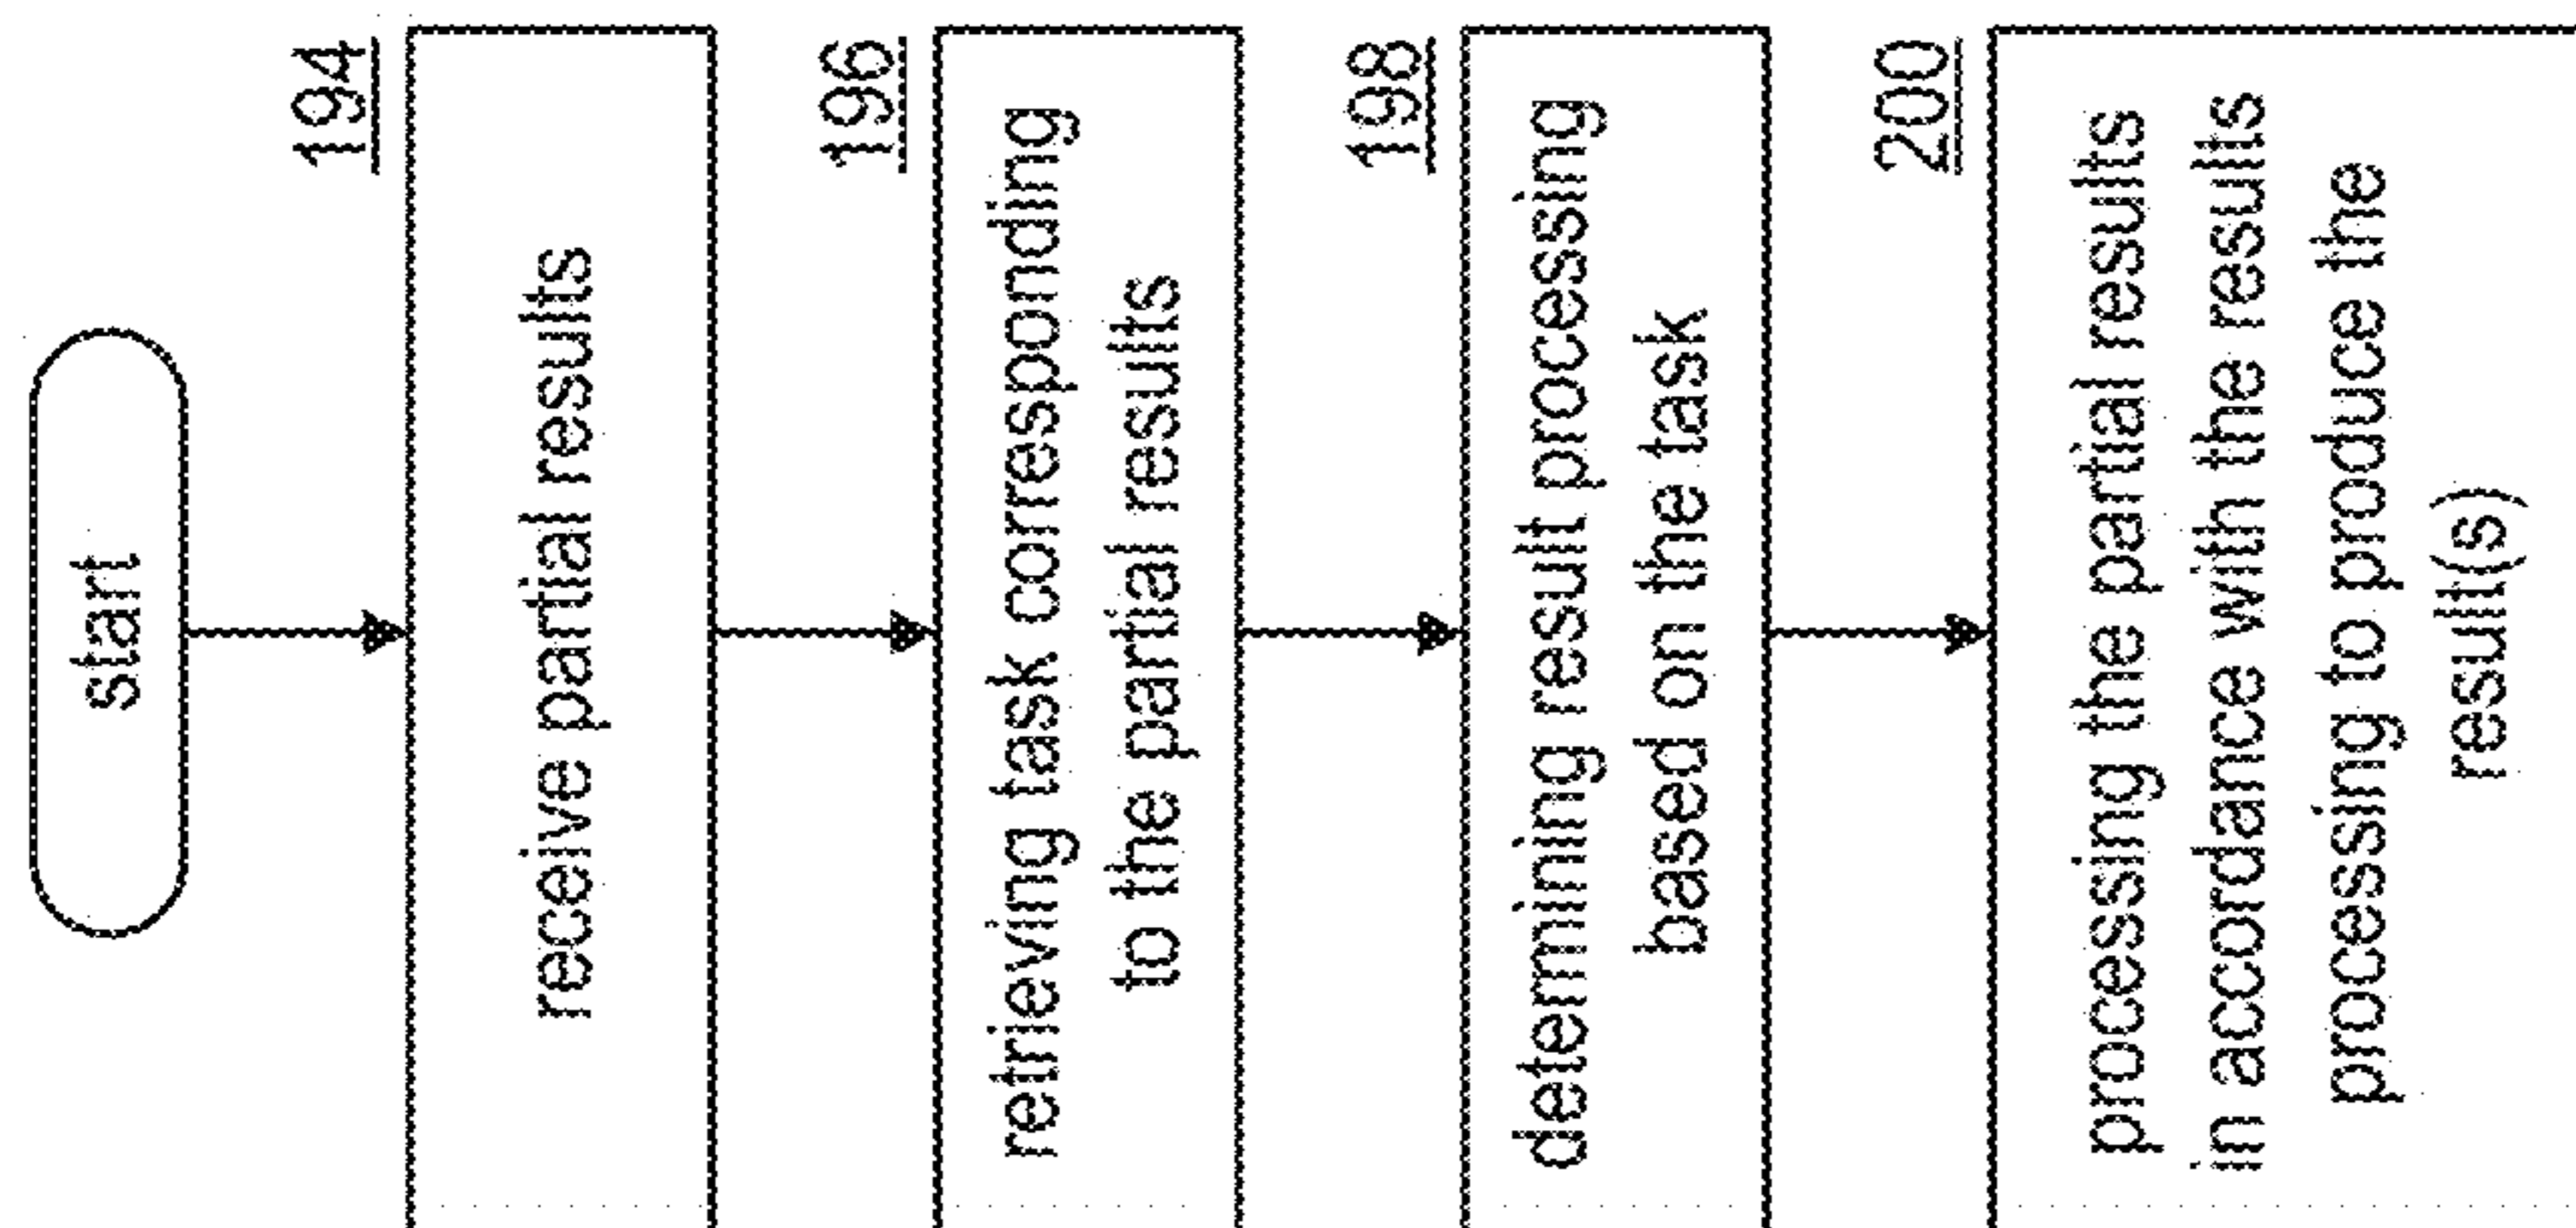 start
194
receive partial results
196
retrieving task corresponding
to the partial results
198
determining result processing
based on the task
200
processing the partial results
in accordance with the results
processing to produce the
result(s)